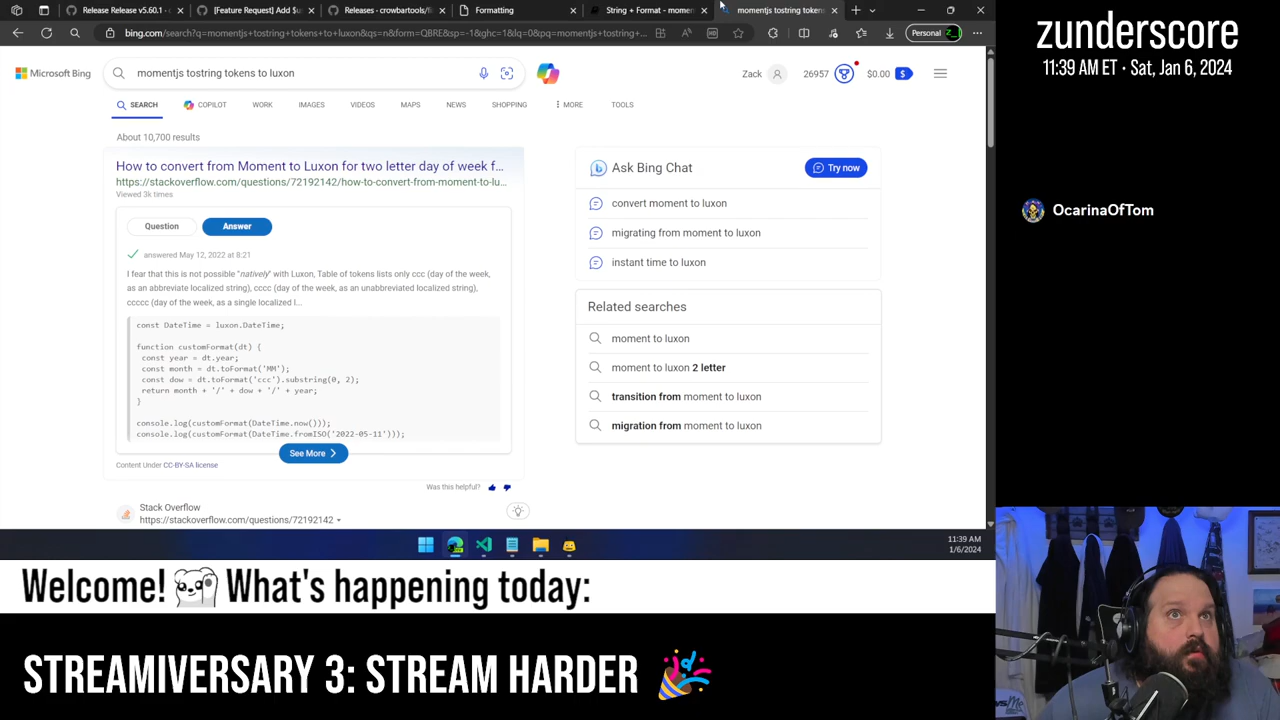 Release Release v5.60.1 ·
[Feature Request] Add $u
Releases · crowbartools/fir
Formatting
String + Format - momen
momentjs tostring tokens
bing.com/search?q=momentjs+tostring+tokens+to+luxon&qs=n&form=QBRE&sp=-1&ghc=1&lq=0&pq=momentjs+tostring+...
Personal
Microsoft Bing
momentjs tostring tokens to luxon
Zack
26957
$0.00
SEARCH
COPILOT
WORK
IMAGES
VIDEOS
MAPS
NEWS
SHOPPING
MORE
TOOLS
About 10,700 results
How to convert from Moment to Luxon for two letter day of week f...
https://stackoverflow.com/questions/72192142/how-to-convert-from-moment-to-lu...
Viewed 3k times
Question
Answer
answered May 12, 2022 at 8:21
I fear that this is not possible "natively" with Luxon, Table of tokens lists only ccc (day of the week,
as an abbreviate localized string), cccc (day of the week, as an unabbreviated localized string),
ccccc (day of the week, as a single localized l...
const DateTime = luxon.DateTime;
function customFormat(dt) {
const year = dt.year;
const month = dt.toFormat('MM');
const dow = dt.toFormat('ccc').substring(0, 2);
return month + '/' + dow + '/' + year;
}
console.log(customFormat(DateTime.now()));
console.log(customFormat(DateTime.fromISO('2022-05-11')));
See More
Content Under CC-BY-SA license
Was this helpful?
Stack Overflow
https://stackoverflow.com/questions/72192142
Ask Bing Chat
Try now
convert moment to luxon
migrating from moment to luxon
instant time to luxon
Related searches
moment to luxon
moment to luxon 2 letter
transition from moment to luxon
migration from moment to luxon
11:39 AM
1/6/2024
zunderscore
11:39 AM ET · Sat, Jan 6, 2024
OcarinaOfTom
Welcome! What's happening today:
STREAMIVERSARY 3: STREAM HARDER